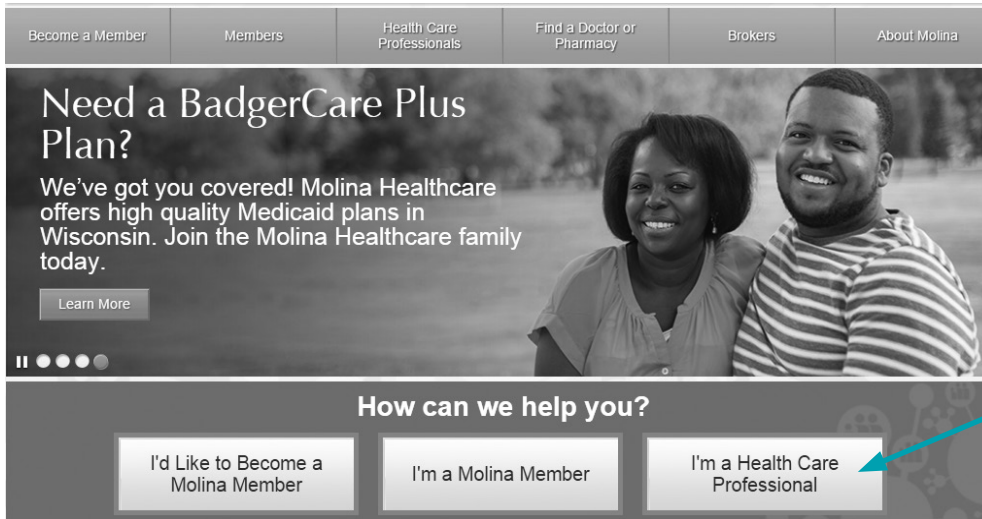 Become a Member
Members
Health Care
Professionals
Find a Doctor or
Pharmacy
Brokers
About Molina
Need a BadgerCare Plus
Plan?
We've got you covered! Molina Healthcare
offers high quality Medicaid plans in
Wisconsin. Join the Molina Healthcare family
today.
Learn More
How can we help you?
I'd Like to Become a
Molina Member
I'm a Molina Member
I'm a Health Care
Professional